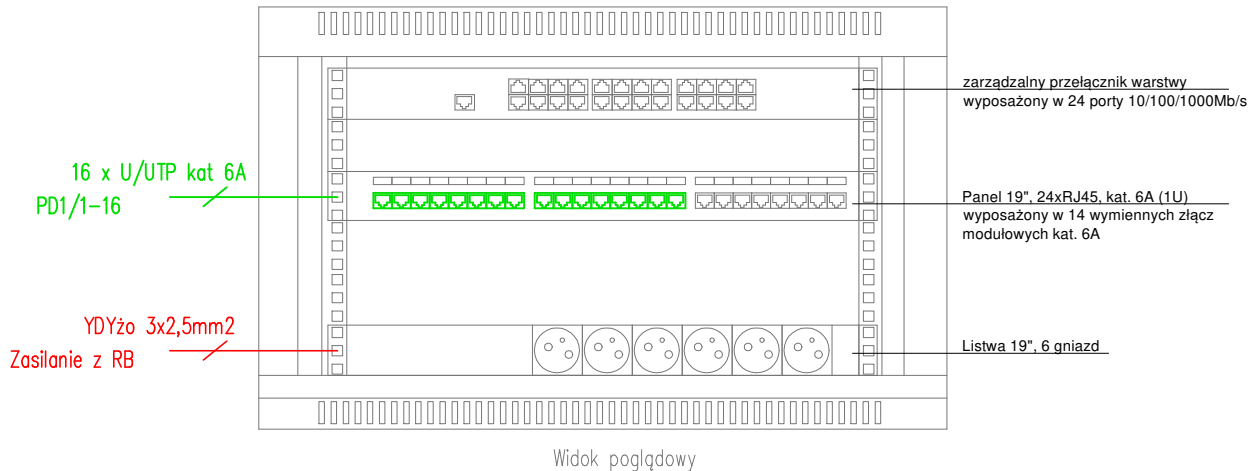 zarządzalny przełącznik warstwy
wyposażony w 24 porty 10/100/1000Mb/s
16 x U/UTP kat 6A
PD1/1-16
Panel 19", 24xRJ45, kat. 6A (1U)
wyposażony w 14 wymiennych złącz
modułowych kat. 6A
YDYżo 3x2,5mm2
Zasilanie z RB
Listwa 19", 6 gniazd
Widok poglądowy